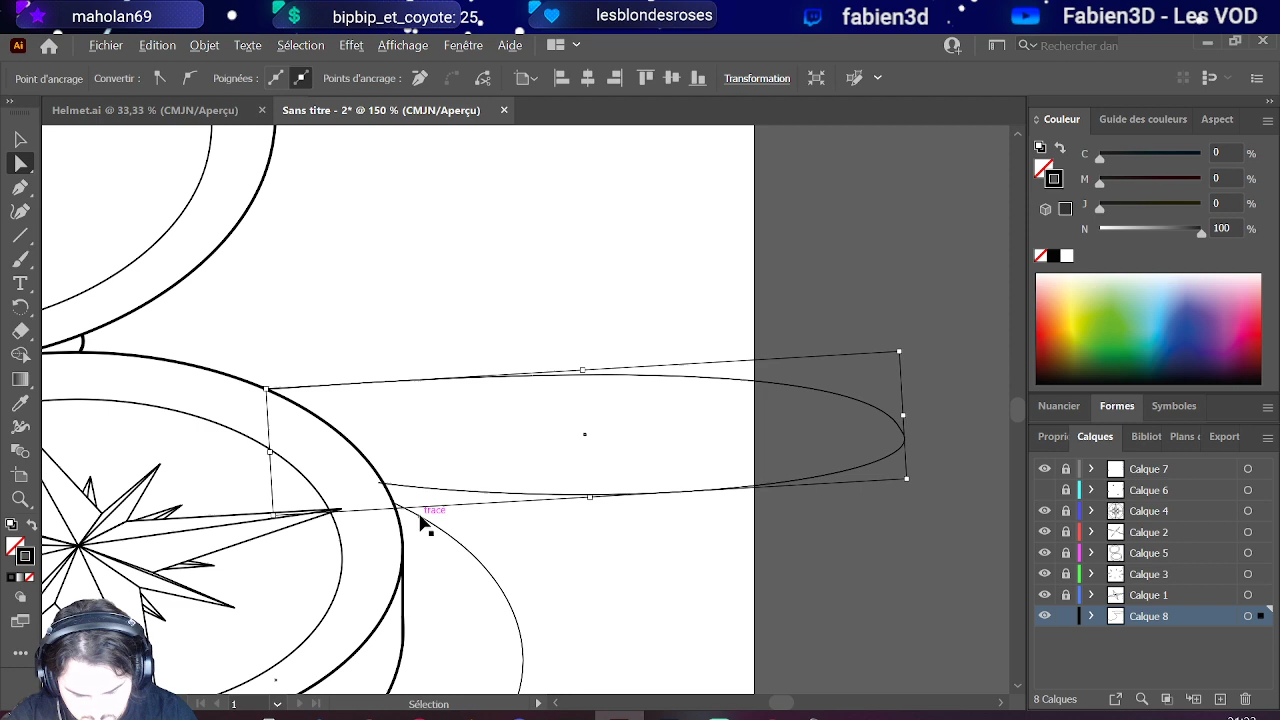 maholan69
bipbip_et_coyote: 25
lesblondesroses
fabien3d
Fabien3D - Les VOD
Ai
Fichier
Edition
Objet
Texte
Sélection
Effet
Affichage
Fenêtre
Aide
Rechercher dan
Point d'ancrage
Convertir :
Poignées :
Points d'ancrage :
Transformation
Helmet.ai @ 33,33 % (CMJN/Aperçu)
Sans titre - 2* @ 150 % (CMJN/Aperçu)
Couleur
Guide des couleurs
Aspect
C
0
%
M
0
%
J
0
%
N
100
%
Nuancier
Formes
Symboles
Proprié
Calques
Bibliot
Plans d
Export
Calque 7
Calque 6
Calque 4
Calque 2
Calque 5
Calque 3
Calque 1
Calque 8
tracé
1
Sélection
8 Calques